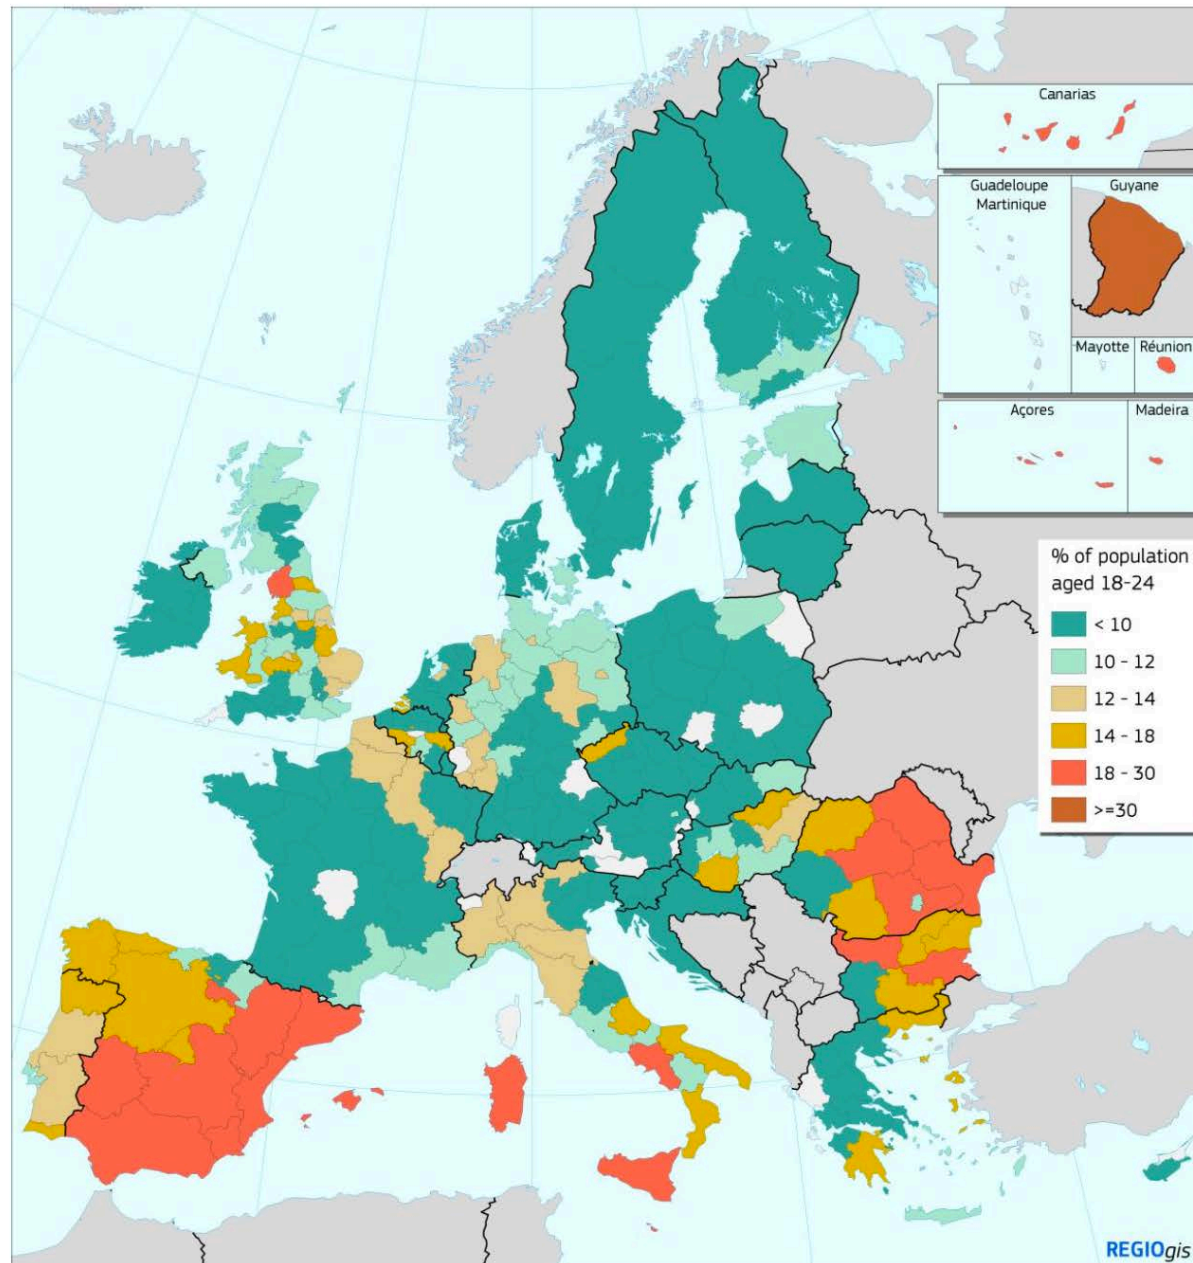 Canarias
Guadeloupe
Martinique
Guyane
Mayotte
Réunion
Açores
Madeira
% of population
aged 18-24
< 10
10 - 12
12 - 14
14 - 18
18 - 30
>=30
REGIOgis